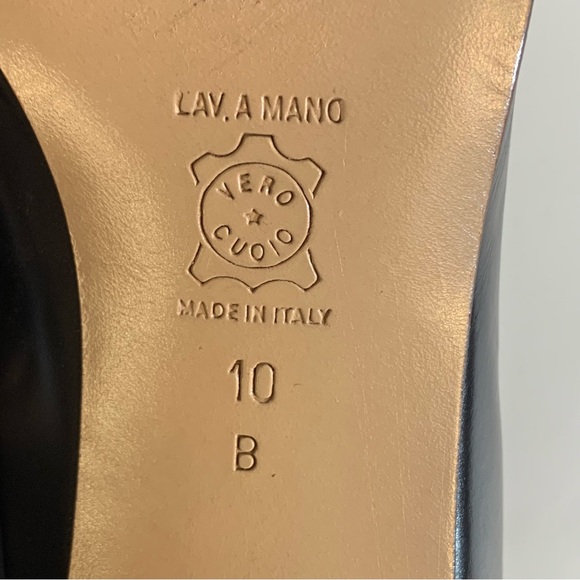 LAV. A MANO
VERO
CUOIO
MADE IN ITALY
10
B